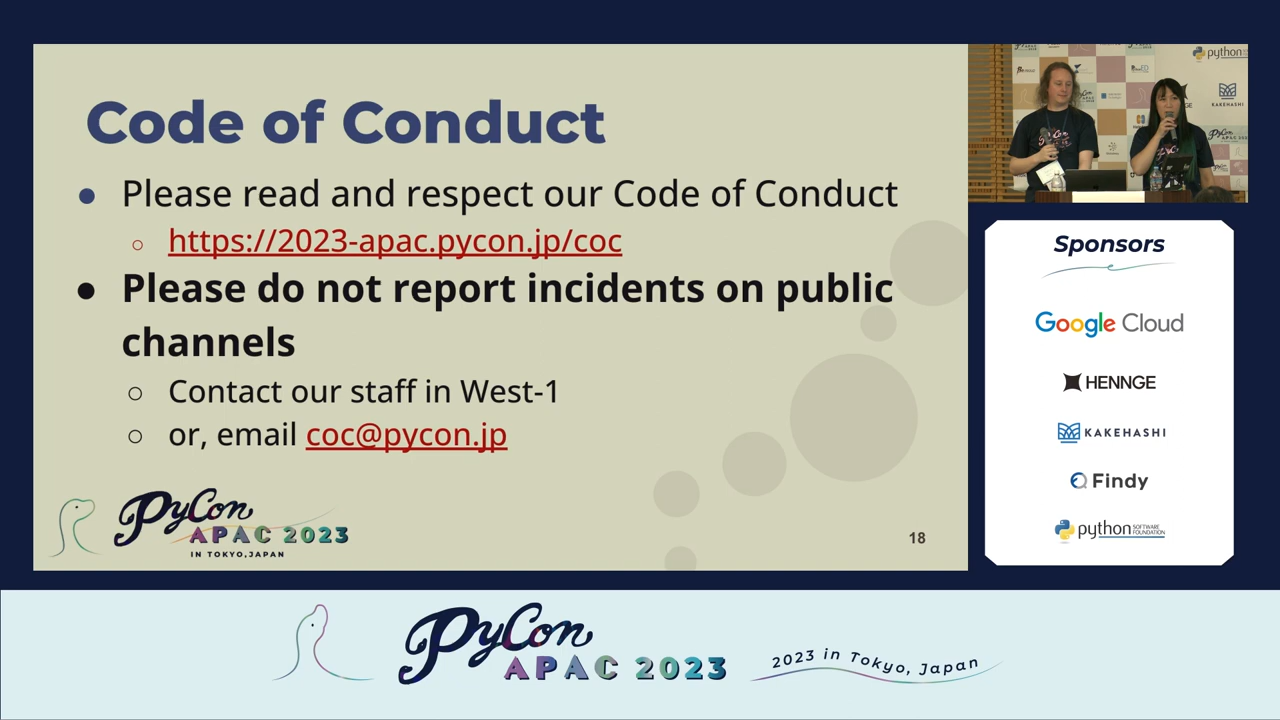 Code of Conduct
• Please read and respect our Code of Conduct
○ https://2023-apac.pycon.jp/coc
• Please do not report incidents on public
channels
○ Contact our staff in West-1
○ or, email coc@pycon.jp
PyCon
APAC 2023
IN TOKYO, JAPAN
18
python
KAKEHASHI
Sponsors
Google Cloud
HENNGE
KAKEHASHI
Findy
python SOFTWARE
FOUNDATION
PyCon
APAC 2023
2023 in Tokyo, Japan